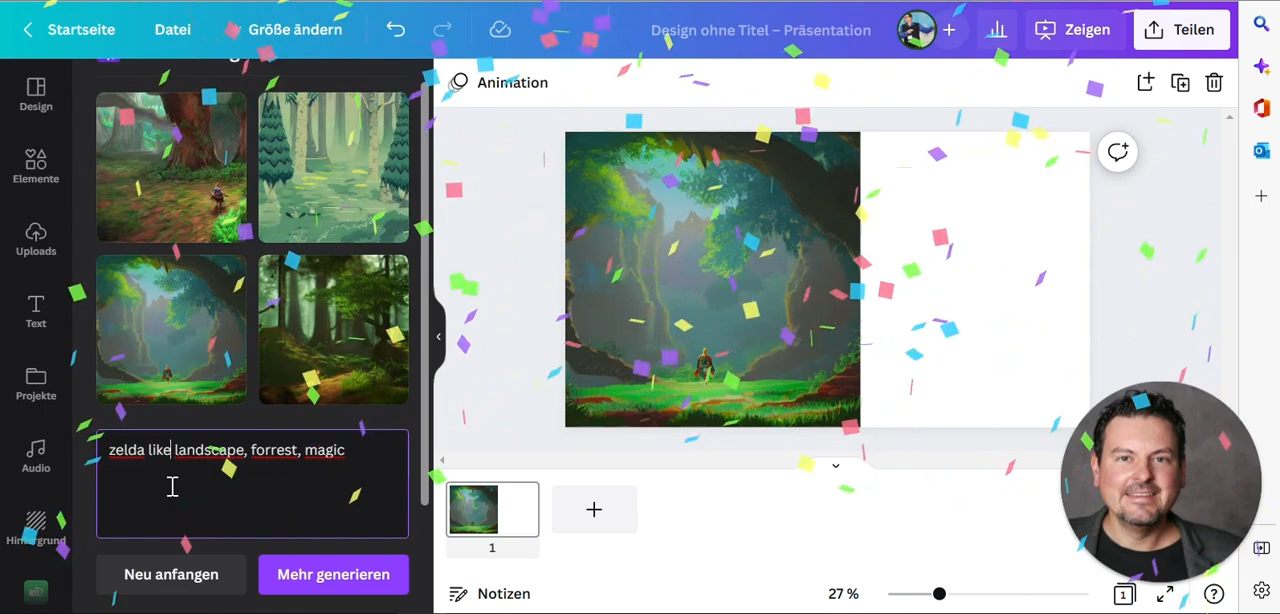 Startseite
Datei
Größe ändern
Design ohne Titel – Präsentation
Zeigen
Teilen
Design
Elemente
Uploads
Text
Projekte
Audio
Hintergrund
Animation
zelda like landscape, forrest, magic
Neu anfangen
Mehr generieren
1
Notizen
27 %
1